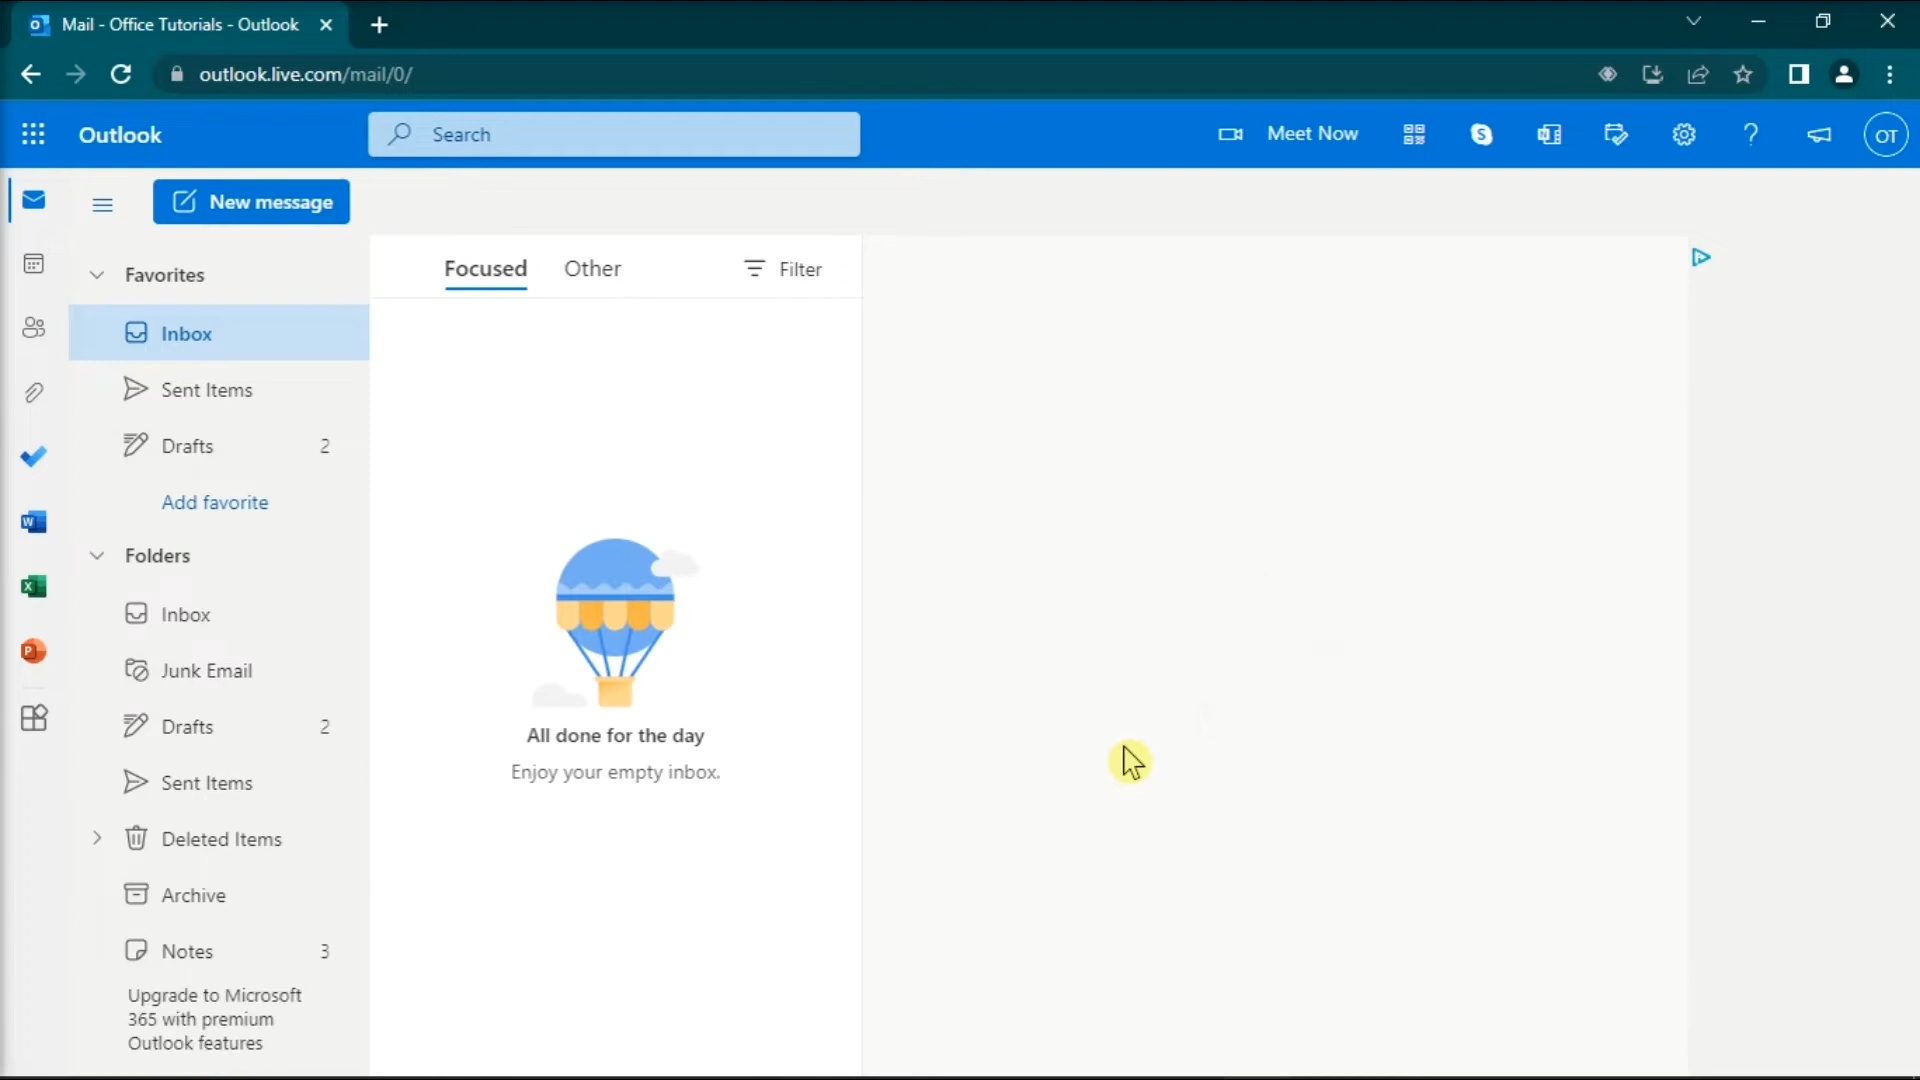 Mail - Office Tutorials - Outlook
outlook.live.com/mail/0/
Outlook
Search
Meet Now
OT
New message
Favorites
Inbox
Sent Items
Drafts 2
Add favorite
Folders
Inbox
Junk Email
Drafts 2
Sent Items
Deleted Items
Archive
Notes 3
Upgrade to Microsoft
365 with premium
Outlook features
Focused Other Filter
All done for the day
Enjoy your empty inbox.